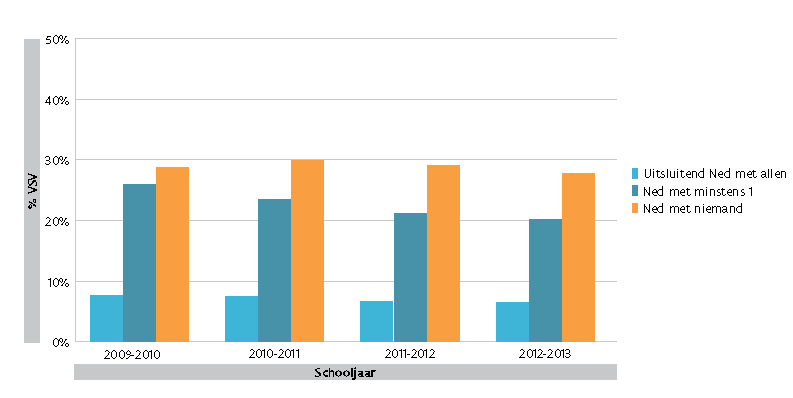 50%
40%
30%
20%
10%
0%
% VSV
2009-2010
2010-2011
2011-2012
2012-2013
Schooljaar
Uitsluitend Ned met allen
Ned met minstens 1
Ned met niemand